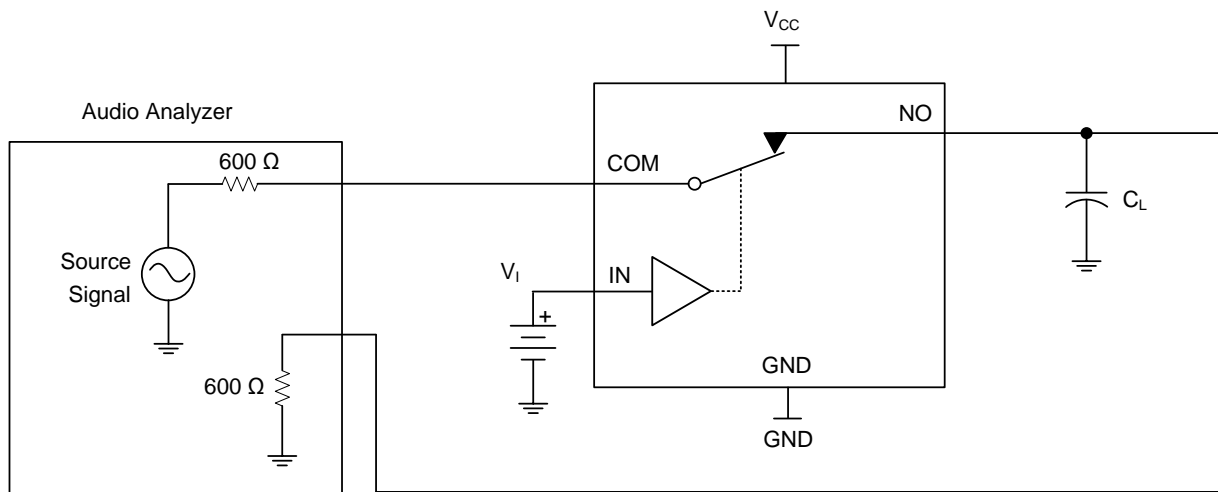 V_CC
Audio Analyzer
NO
600 Ω
COM
C_L
Source
Signal
V_I
IN
+
GND
600 Ω
GND